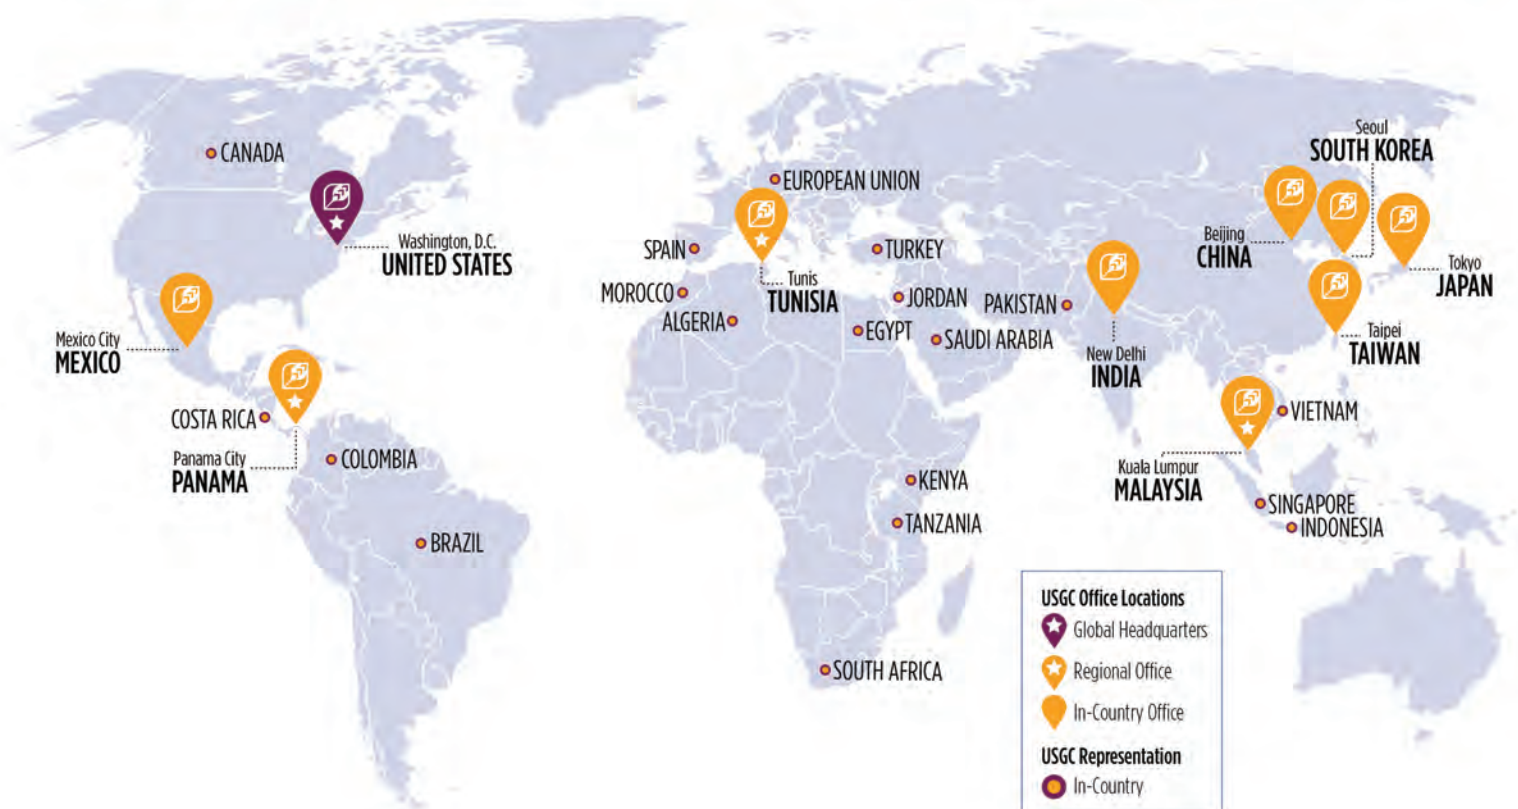 CANADA
Washington, D.C.
UNITED STATES
Mexico City
MEXICO
COSTA RICA
Panama City
PANAMA
COLOMBIA
BRAZIL
EUROPEAN UNION
SPAIN
TURKEY
MOROCCO
Tunis
TUNISIA
ALGERIA
JORDAN
EGYPT
SAUDI ARABIA
PAKISTAN
KENYA
TANZANIA
SOUTH AFRICA
Seoul
SOUTH KOREA
Beijing
CHINA
Tokyo
JAPAN
Taipei
TAIWAN
New Delhi
INDIA
VIETNAM
Kuala Lumpur
MALAYSIA
SINGAPORE
INDONESIA
USGC Office Locations
Global Headquarters
Regional Office
In-Country Office
USGC Representation
In-Country